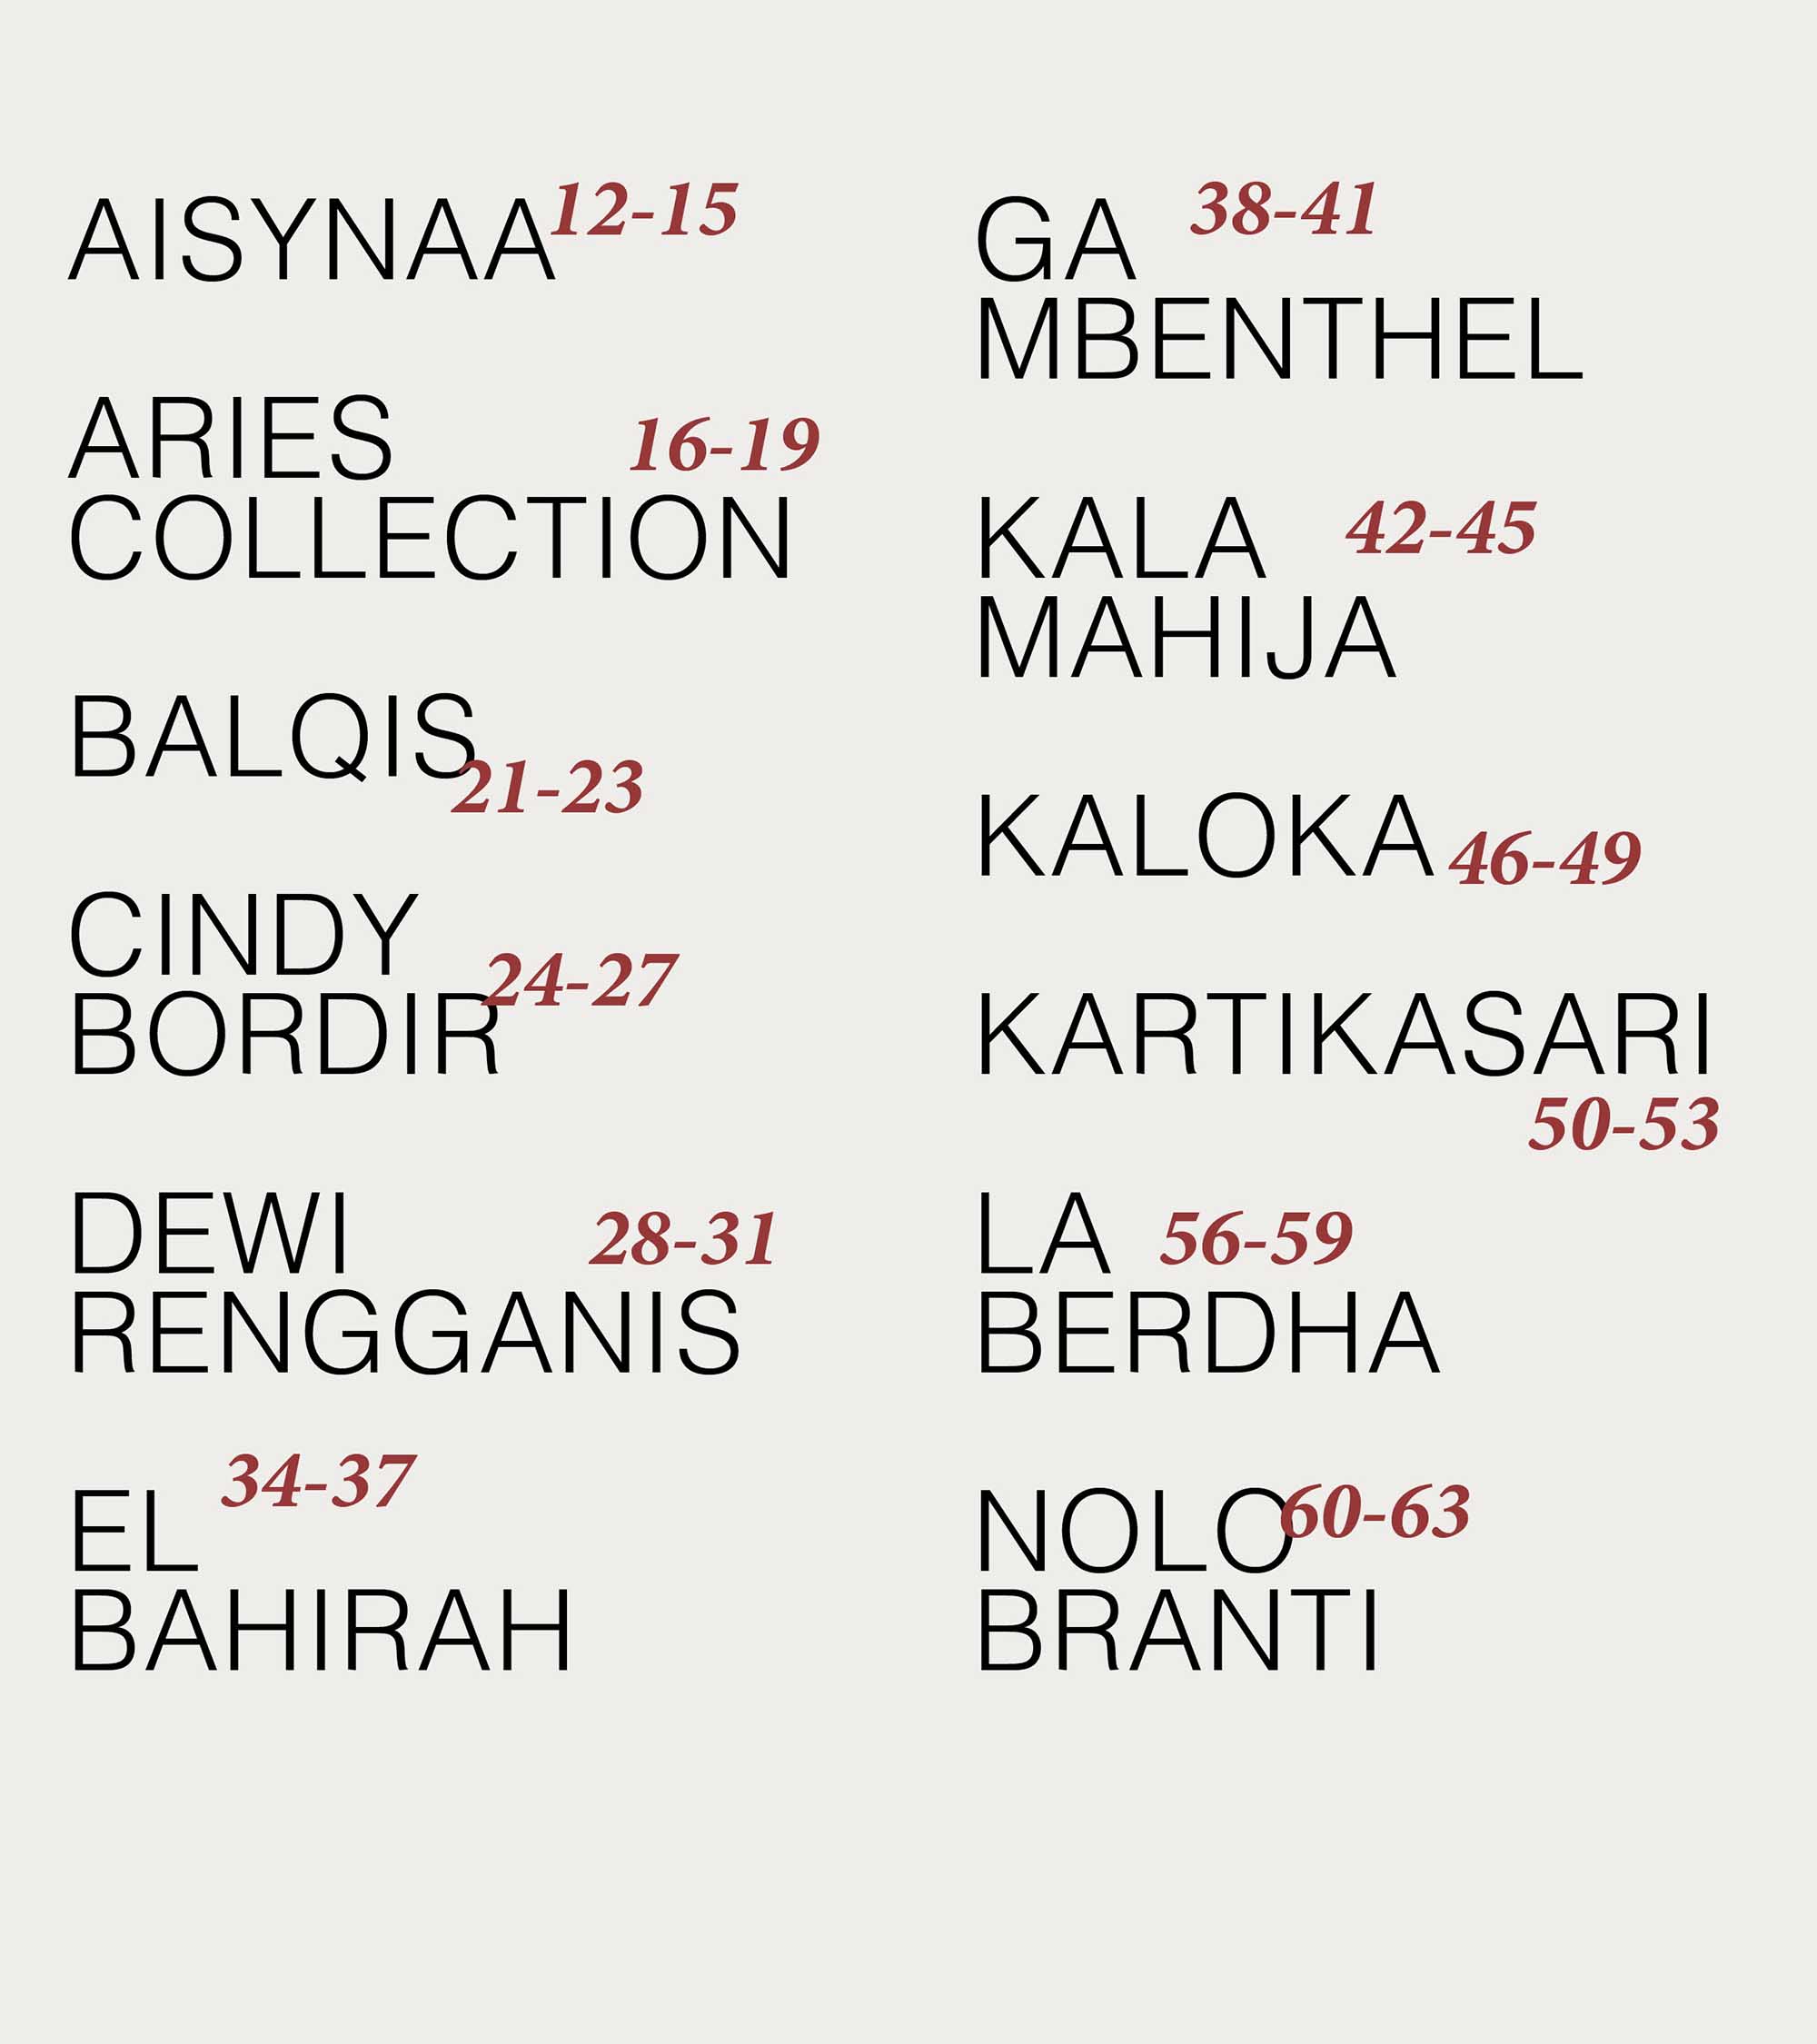 AISYNAA 12-15
ARIES 16-19
COLLECTION
BALQIS
21-23
CINDY
24-27
BORDIR
DEWI 28-31
RENGGANIS
34-37
EL
BAHIRAH
GA 38-41
MBENTHEL
KALA 42-45
MAHIJA
KALOKA 46-49
KARTIKASARI
50-53
LA 56-59
BERDHA
NOLO 60-63
BRANTI